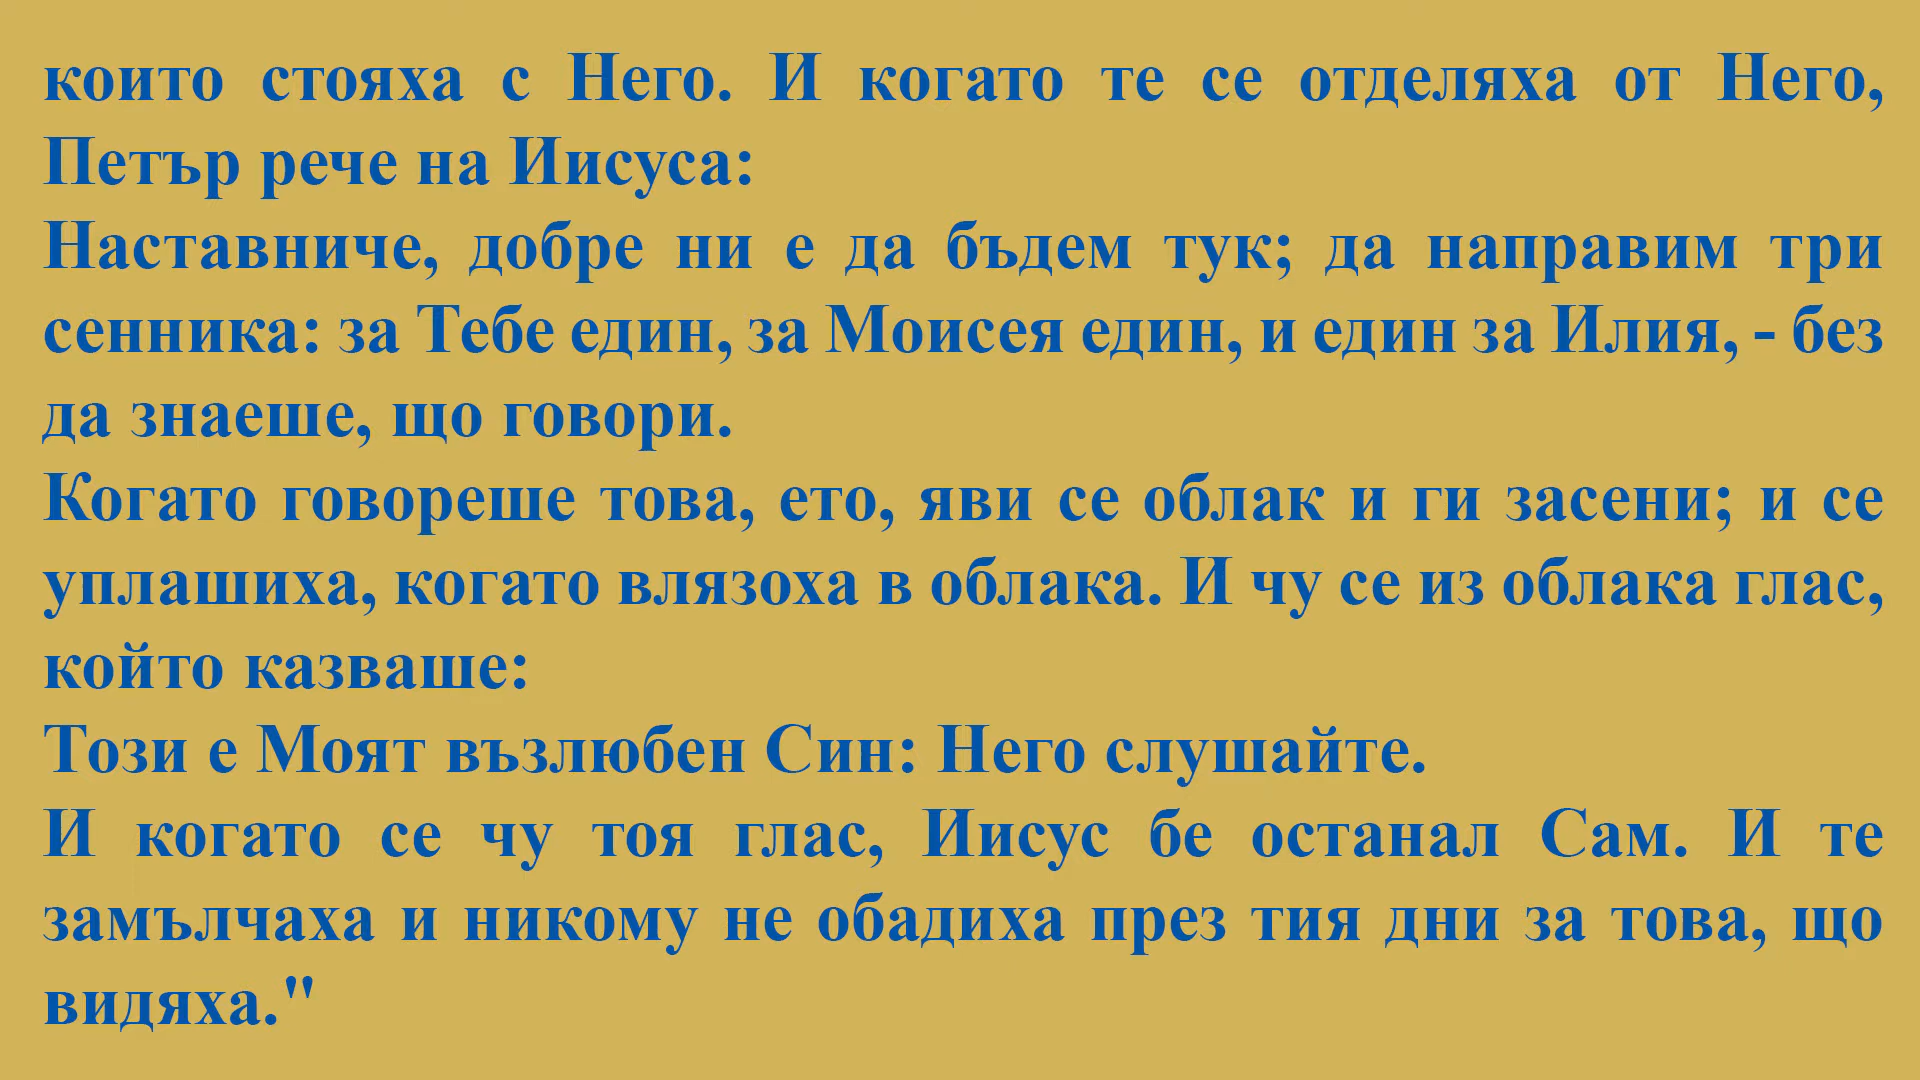 които стояха с Него. И когато те се отделяха от Него,
Петър рече на Иисуса:
Наставниче, добре ни е да бъдем тук; да направим три
сенника: за Тебе един, за Моисея един, и един за Илия, - без
да знаеше, що говори.
Когато говореше това, ето, яви се облак и ги засени; и се
уплашиха, когато влязоха в облака. И чу се из облака глас,
който казваше:
Този е Моят възлюбен Син: Него слушайте.
И когато се чу тоя глас, Иисус бе останал Сам. И те
замълчаха и никому не обадиха през тия дни за това, що
видяха."